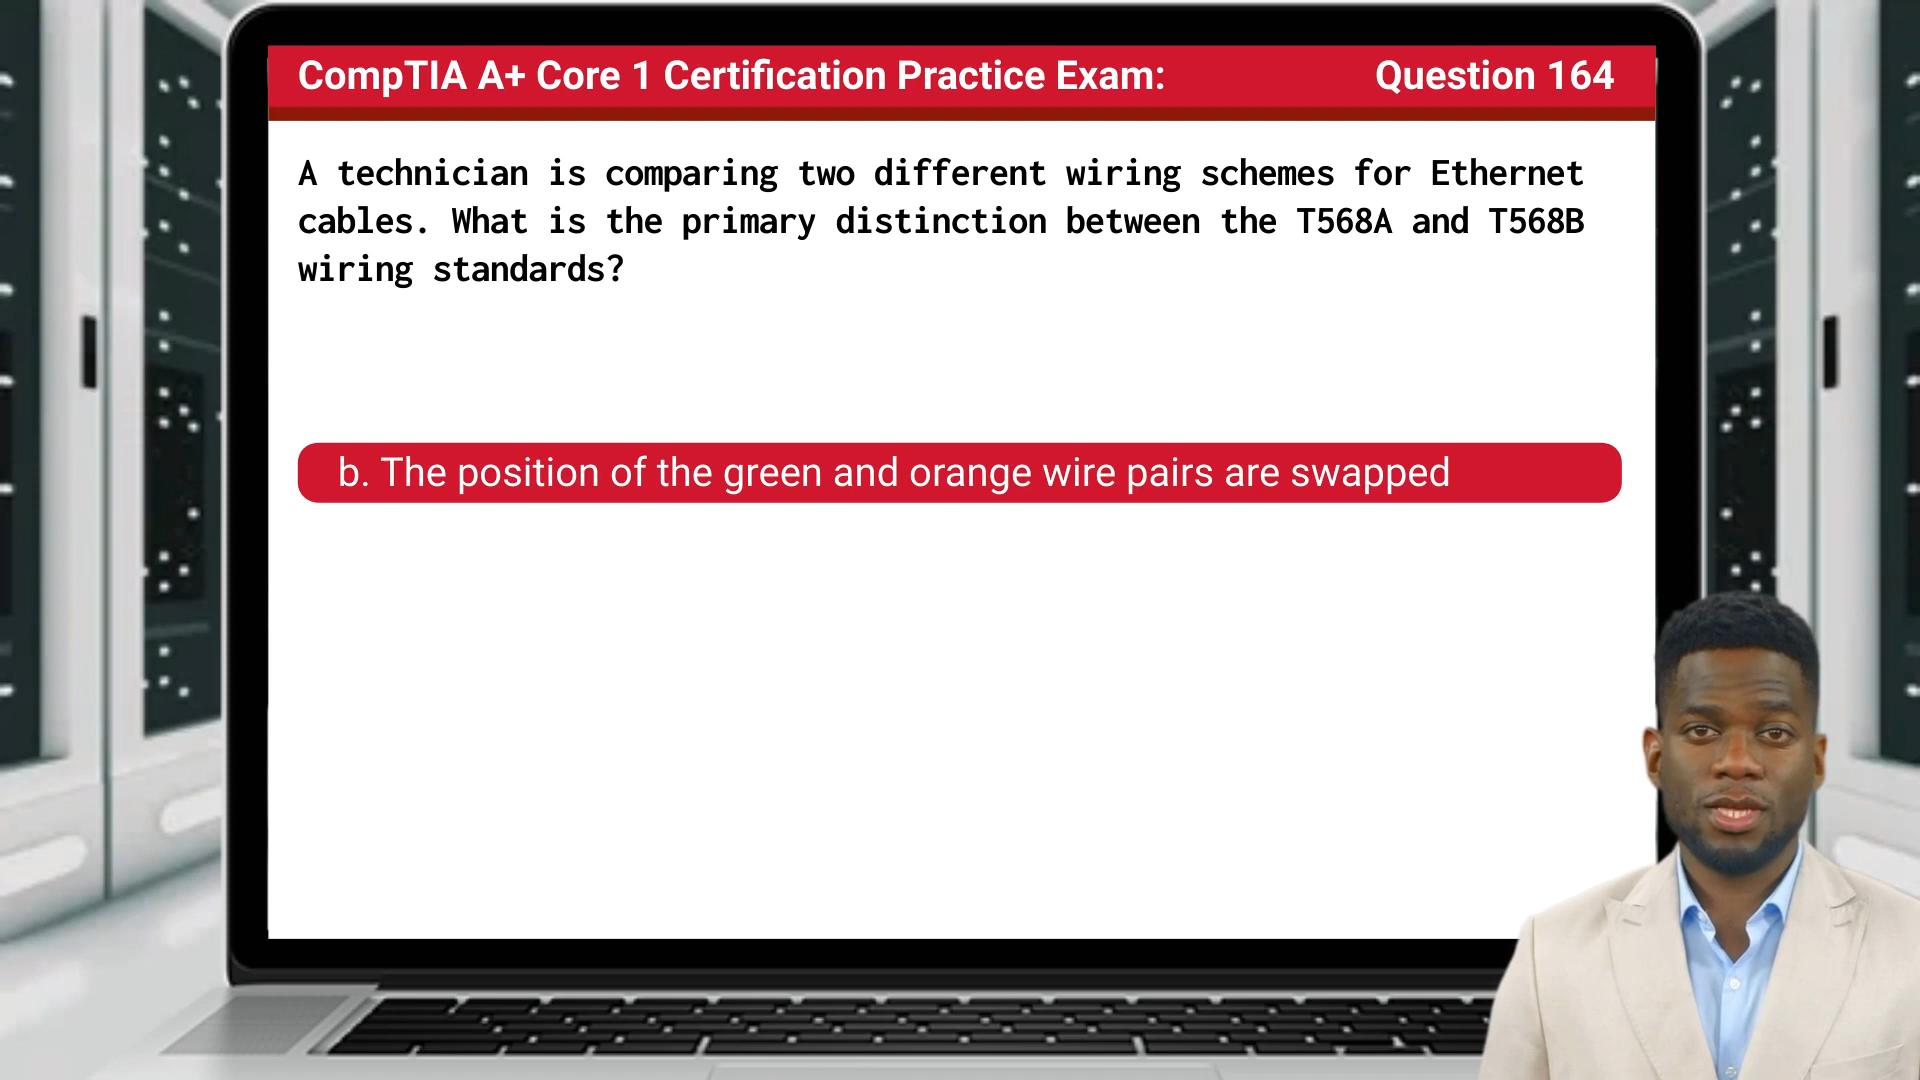 CompTIA A+ Core 1 Certification Practice Exam: Question 164
A technician is comparing two different wiring schemes for Ethernet
cables. What is the primary distinction between the T568A and T568B
wiring standards?
b. The position of the green and orange wire pairs are swapped